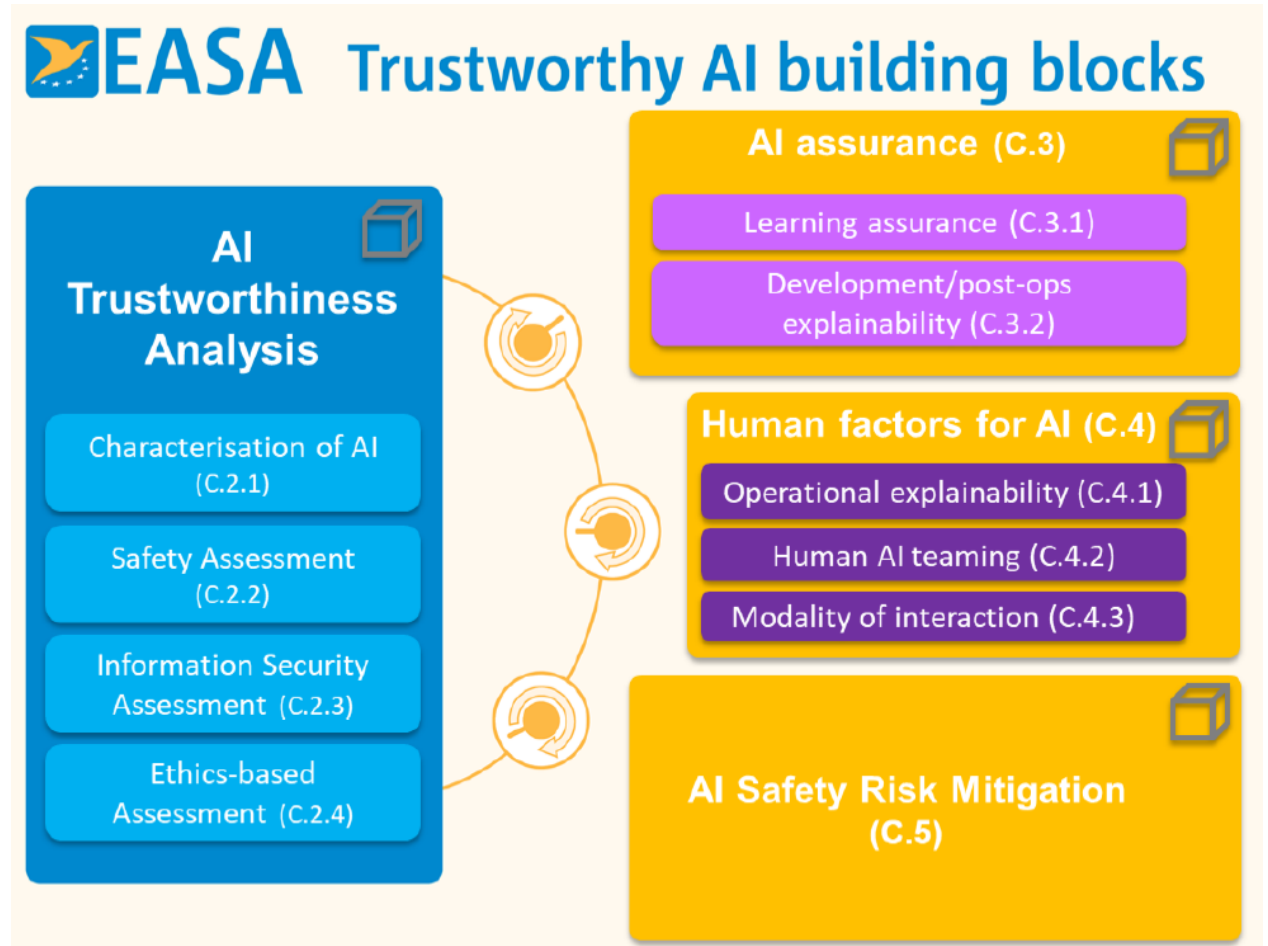 EASA Trustworthy AI building blocks
AI
Trustworthiness
Analysis
Characterisation of AI
(C.2.1)
Safety Assessment
(C.2.2)
Information Security
Assessment (C.2.3)
Ethics-based
Assessment (C.2.4)
AI assurance (C.3)
Learning assurance (C.3.1)
Development/post-ops
explainability (C.3.2)
Human factors for AI (C.4)
Operational explainability (C.4.1)
Human AI teaming (C.4.2)
Modality of interaction (C.4.3)
AI Safety Risk Mitigation
(C.5)